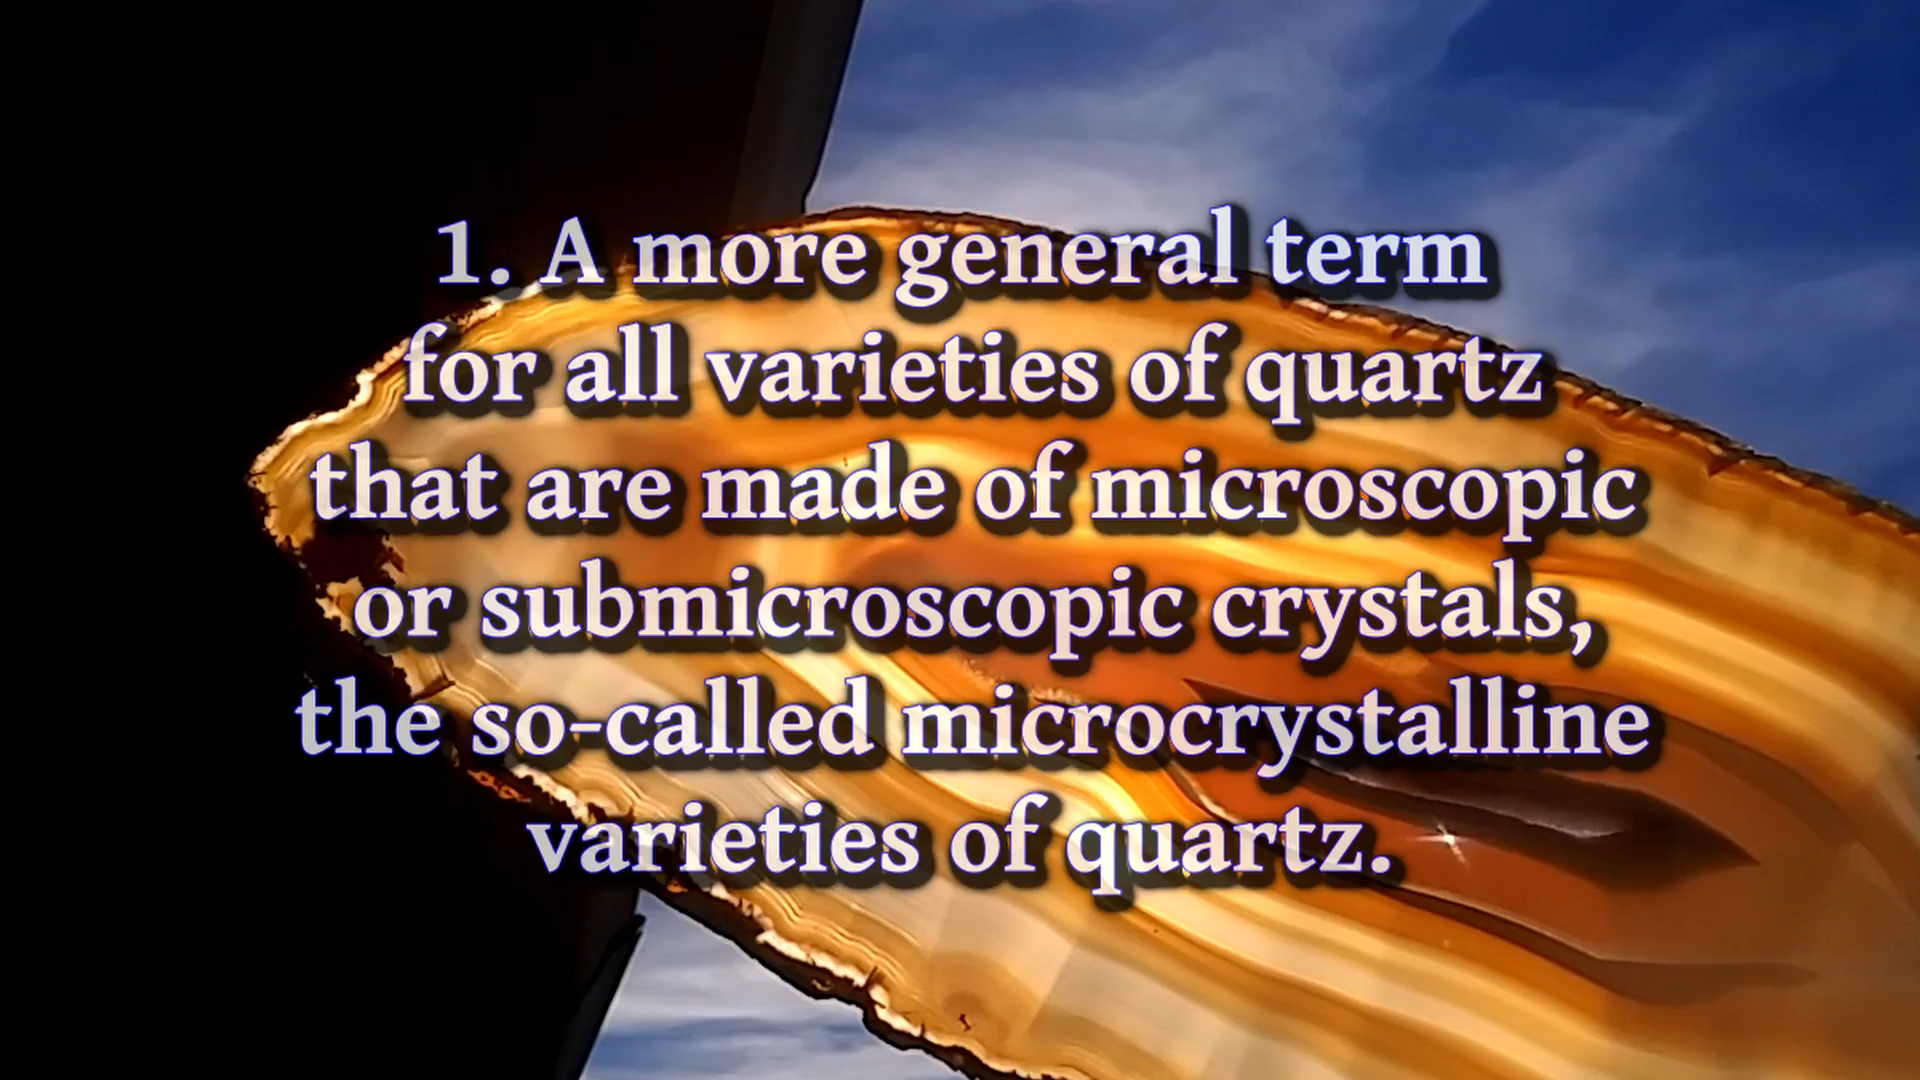 1. A more general term
for all varieties of quartz
that are made of microscopic
or submicroscopic crystals,
the so-called microcrystalline
varieties of quartz.